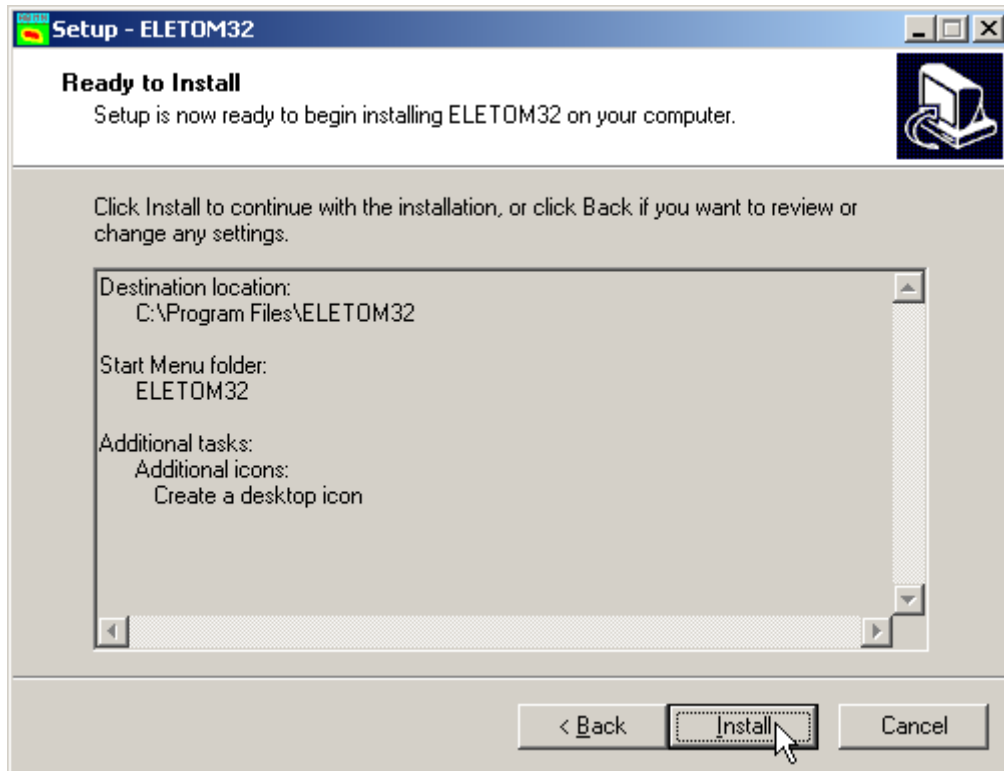 Setup - ELETOM32
Ready to Install
Setup is now ready to begin installing ELETOM32 on your computer.
Click Install to continue with the installation, or click Back if you want to review or
change any settings.
Destination location:
C:\Program Files\ELETOM32
Start Menu folder:
ELETOM32
Additional tasks:
Additional icons:
Create a desktop icon
< Back
Install
Cancel